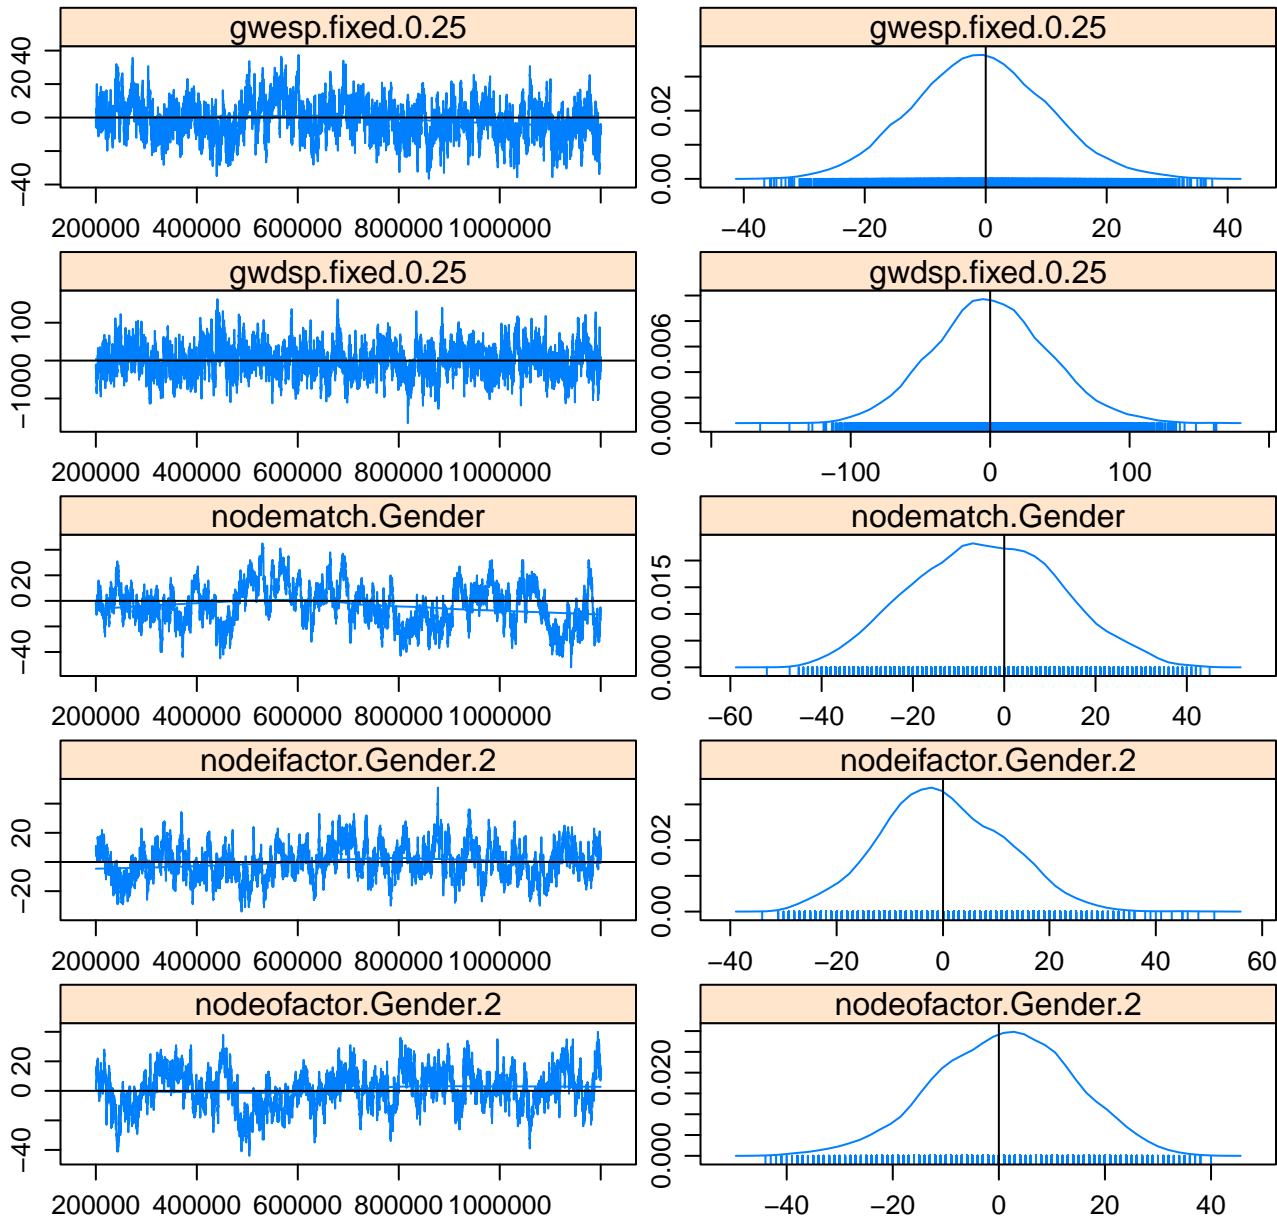 gwesp.fixed.0.25
gwesp.fixed.0.25
−40 0 20 40
0.00 0.02
200000 400000 600000 800000 1000000
−40 −20 0 20 40
gwdsp.fixed.0.25
gwdsp.fixed.0.25
−100 0 100
0.000 0.006
200000 400000 600000 800000 1000000
−100 0 100
nodematch.Gender
nodematch.Gender
−40 0 20
0.000 0.015
200000 400000 600000 800000 1000000
−60 −40 −20 0 20 40
nodeifactor.Gender.2
nodeifactor.Gender.2
−20 20
0.00 0.02
200000 400000 600000 800000 1000000
−40 −20 0 20 40 60
nodeofactor.Gender.2
nodeofactor.Gender.2
−40 0 20
0.000 0.020
200000 400000 600000 800000 1000000
−40 −20 0 20 40